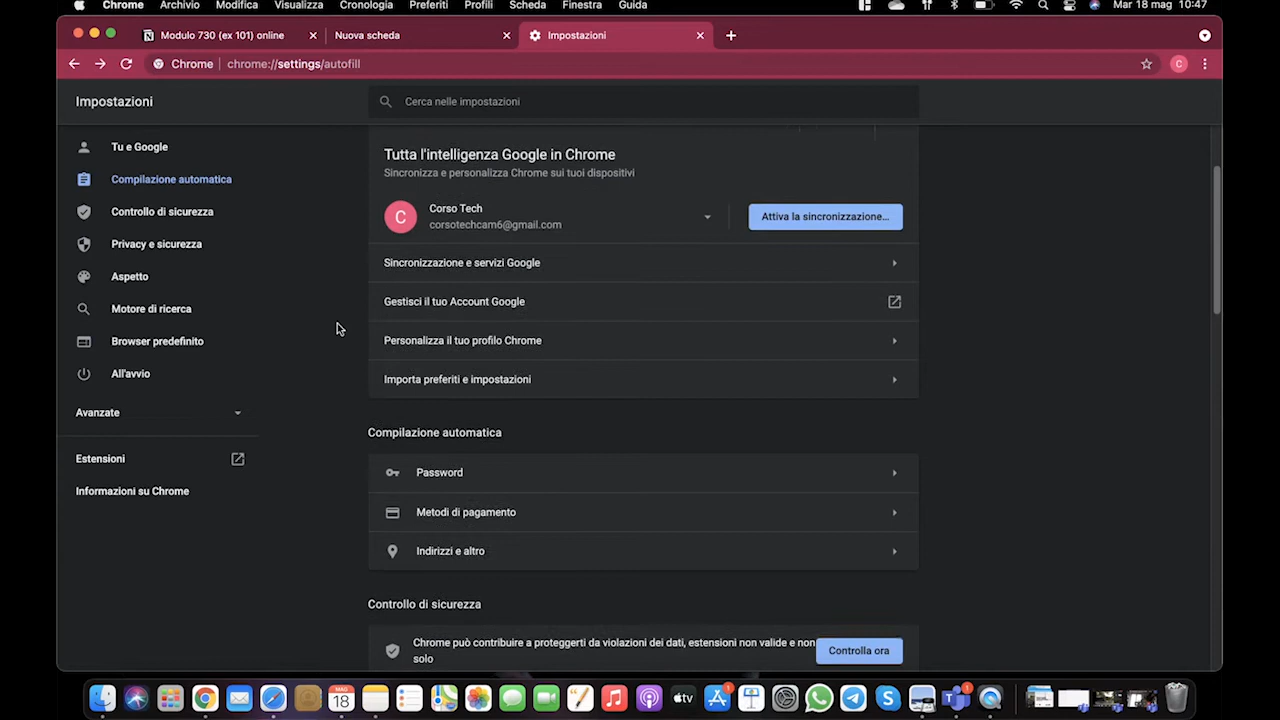 Chrome Archivio Modifica Visualizza Cronologia Preferiti Profili Scheda Finestra Guida Mar 18 mag 10:47
Modulo 730 (ex 101) online Nuova scheda Impostazioni
Chrome chrome://settings/autofill C
Impostazioni
Cerca nelle impostazioni
Tu e Google
Compilazione automatica
Controllo di sicurezza
Privacy e sicurezza
Aspetto
Motore di ricerca
Browser predefinito
All'avvio
Avanzate
Estensioni
Informazioni su Chrome
Tutta l'intelligenza Google in Chrome
Sincronizza e personalizza Chrome sui tuoi dispositivi
C
Corso Tech
corsotechcam6@gmail.com
Attiva la sincronizzazione...
Sincronizzazione e servizi Google
Gestisci il tuo Account Google
Personalizza il tuo profilo Chrome
Importa preferiti e impostazioni
Compilazione automatica
Password
Metodi di pagamento
Indirizzi e altro
Controllo di sicurezza
Chrome può contribuire a proteggerti da violazioni dei dati, estensioni non valide e non
solo
Controlla ora
MAG
18
tv
1
1